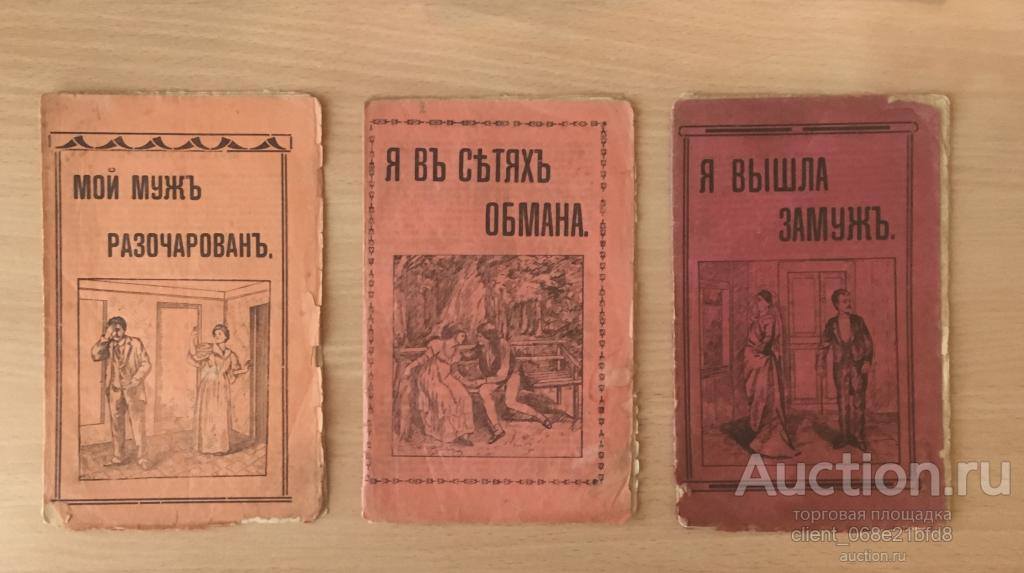 МОЙ МУЖЪ
РАЗОЧАРОВАНЪ.
Я ВЪ СѢТЯХЪ
ОБМАНА.
Я ВЫШЛА
ЗАМУЖЪ.
Auction.ru
торговая площадка
client_068e21bfd8
auction.ru